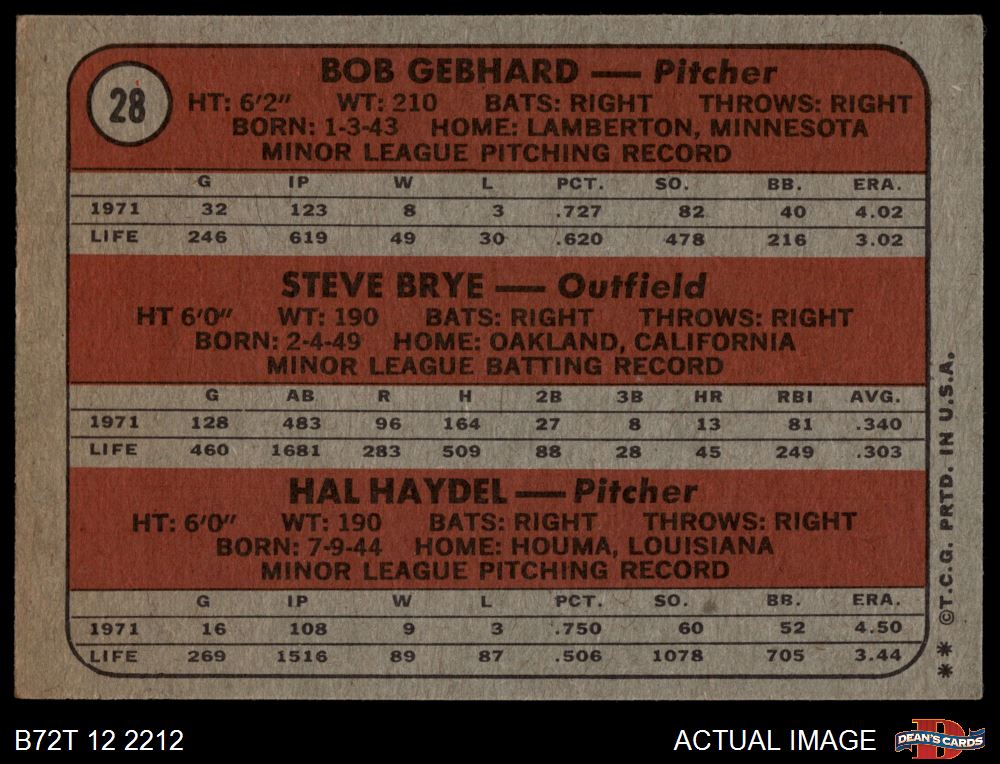 28
BOB GEBHARD — Pitcher
HT: 6'2" WT: 210 BATS: RIGHT THROWS: RIGHT
BORN: 1-3-43 HOME: LAMBERTON, MINNESOTA
MINOR LEAGUE PITCHING RECORD
G IP W L PCT. SO. BB. ERA.
1971 32 123 8 3 .727 82 40 4.02
LIFE 246 619 49 30 .620 478 216 3.02
STEVE BRYE — Outfield
HT 6'0" WT: 190 BATS: RIGHT THROWS: RIGHT
BORN: 2-4-49 HOME: OAKLAND, CALIFORNIA
MINOR LEAGUE BATTING RECORD
G AB R H 2B 3B HR RBI AVG.
1971 128 483 96 164 27 8 13 81 .340
LIFE 460 1681 283 509 88 28 45 249 .303
HAL HAYDEL — Pitcher
HT: 6'0" WT: 190 BATS: RIGHT THROWS: RIGHT
BORN: 7-9-44 HOME: HOUMA, LOUISIANA
MINOR LEAGUE PITCHING RECORD
G IP W L PCT. SO. BB. ERA.
1971 16 108 9 3 .750 60 52 4.50
LIFE 269 1516 89 87 .506 1078 705 3.44
** ©T.C.G. PRTD. IN U.S.A.
B72T 12 2212
ACTUAL IMAGE
DEAN'S CARDS